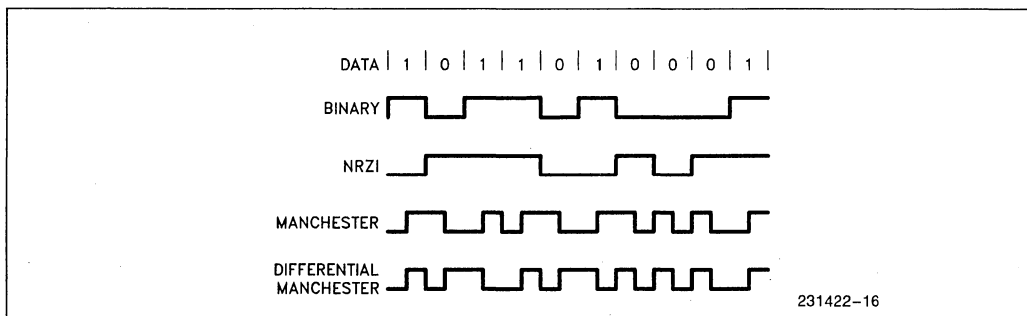 DATA | 1 | 0 | 1 | 1 | 0 | 1 | 0 | 0 | 0 | 1 |
BINARY
NRZI
MANCHESTER
DIFFERENTIAL
MANCHESTER
231422-16